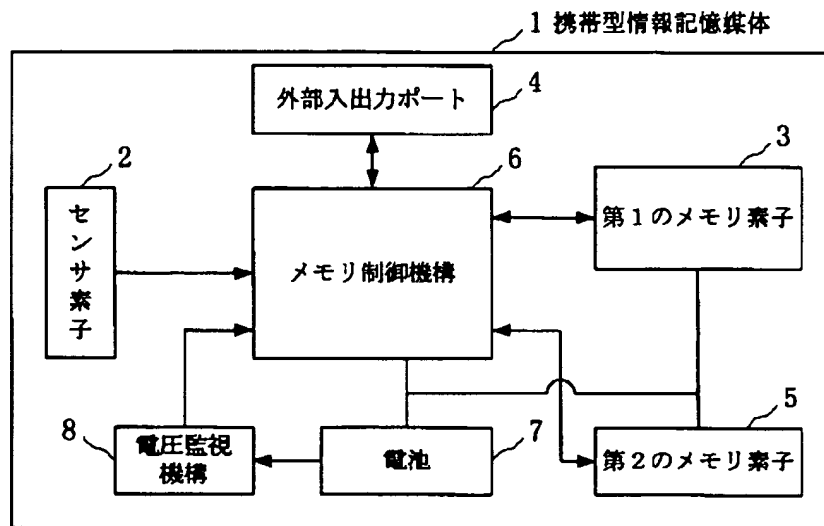 1 携帯型情報記憶媒体
外部入出力ポート
4
2
6
3
センサ素子
メモリ制御機構
第1のメモリ素子
8
電圧監視
機構
電池
7
5
第2のメモリ素子